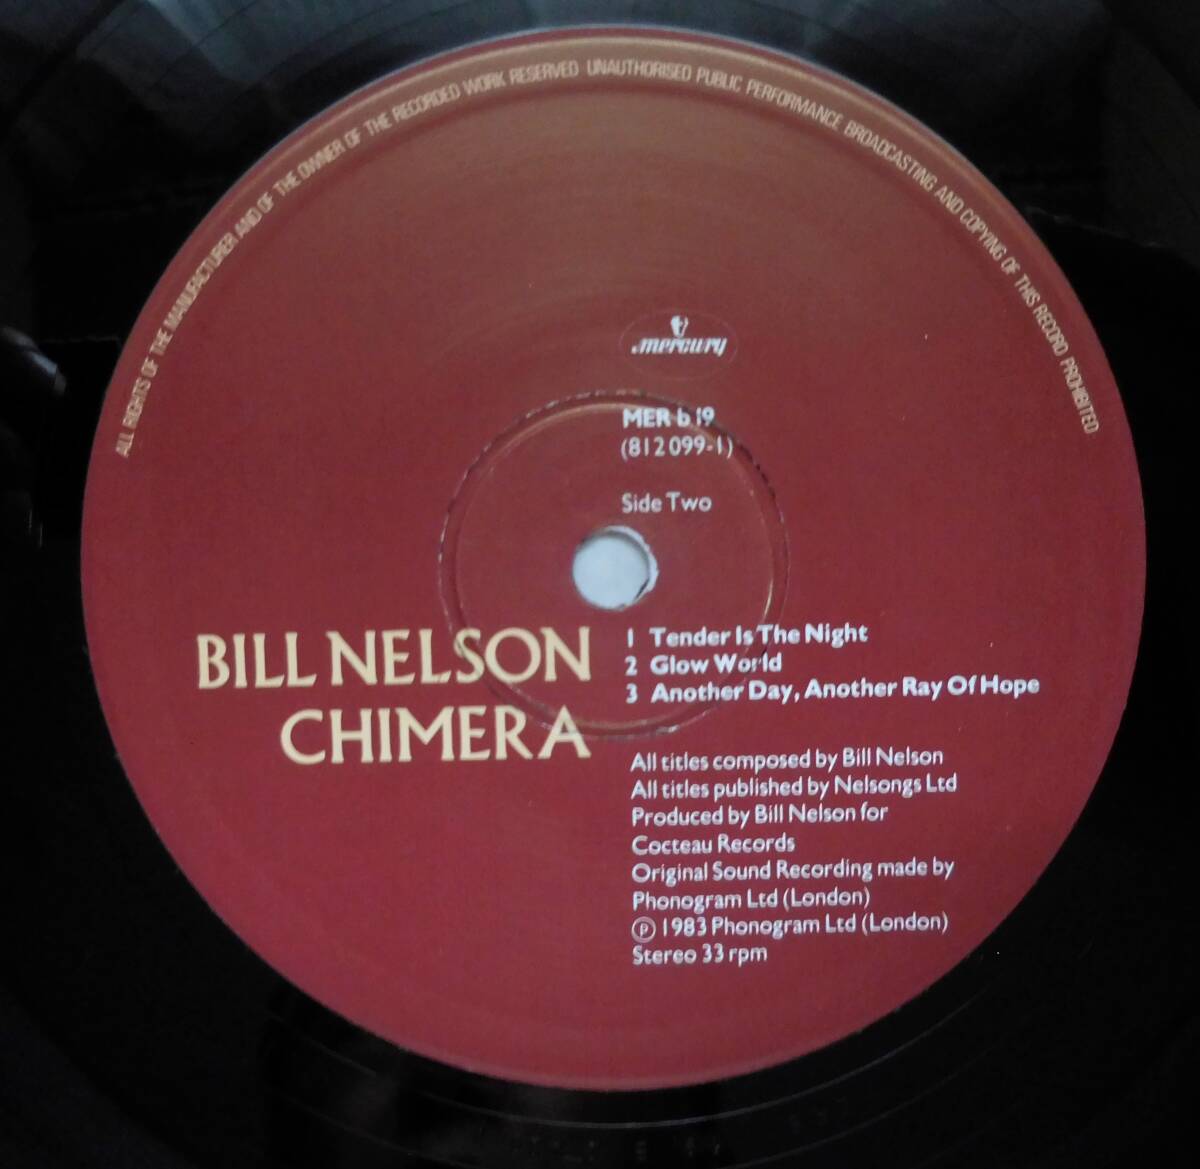 ALL RIGHTS OF THE MANUFACTURER AND OF THE OWNER OF THE RECORDED WORK RESERVED UNAUTHORISED PUBLIC PERFORMANCE BROADCASTING AND COPYING OF THIS RECORD PROHIBITED
mercury
MER b 19
(812 099-1)
Side Two
BILL NELSON
CHIMERA
1 Tender Is The Night
2 Glow World
3 Another Day, Another Ray Of Hope
All titles composed by Bill Nelson
All titles published by Nelsongs Ltd
Produced by Bill Nelson for
Cocteau Records
Original Sound Recording made by
Phonogram Ltd (London)
℗ 1983 Phonogram Ltd (London)
Stereo 33 rpm